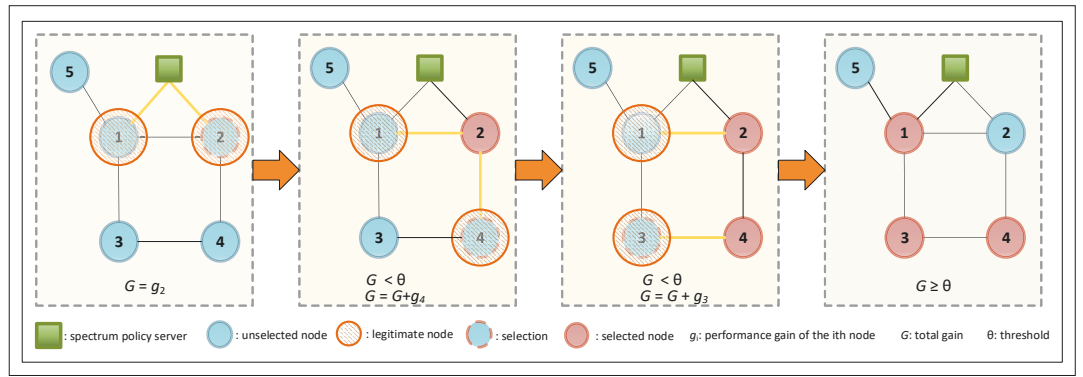 5
1 2
3 4
G = g2
5
1 2
3 4
G < θ
G = G+g4
5
1 2
3 4
G < θ
G = G + g3
5
1 2
3 4
G ≥ θ
: spectrum policy server : unselected node : legitimate node : selection : selected node gi: performance gain of the ith node G: total gain θ: threshold